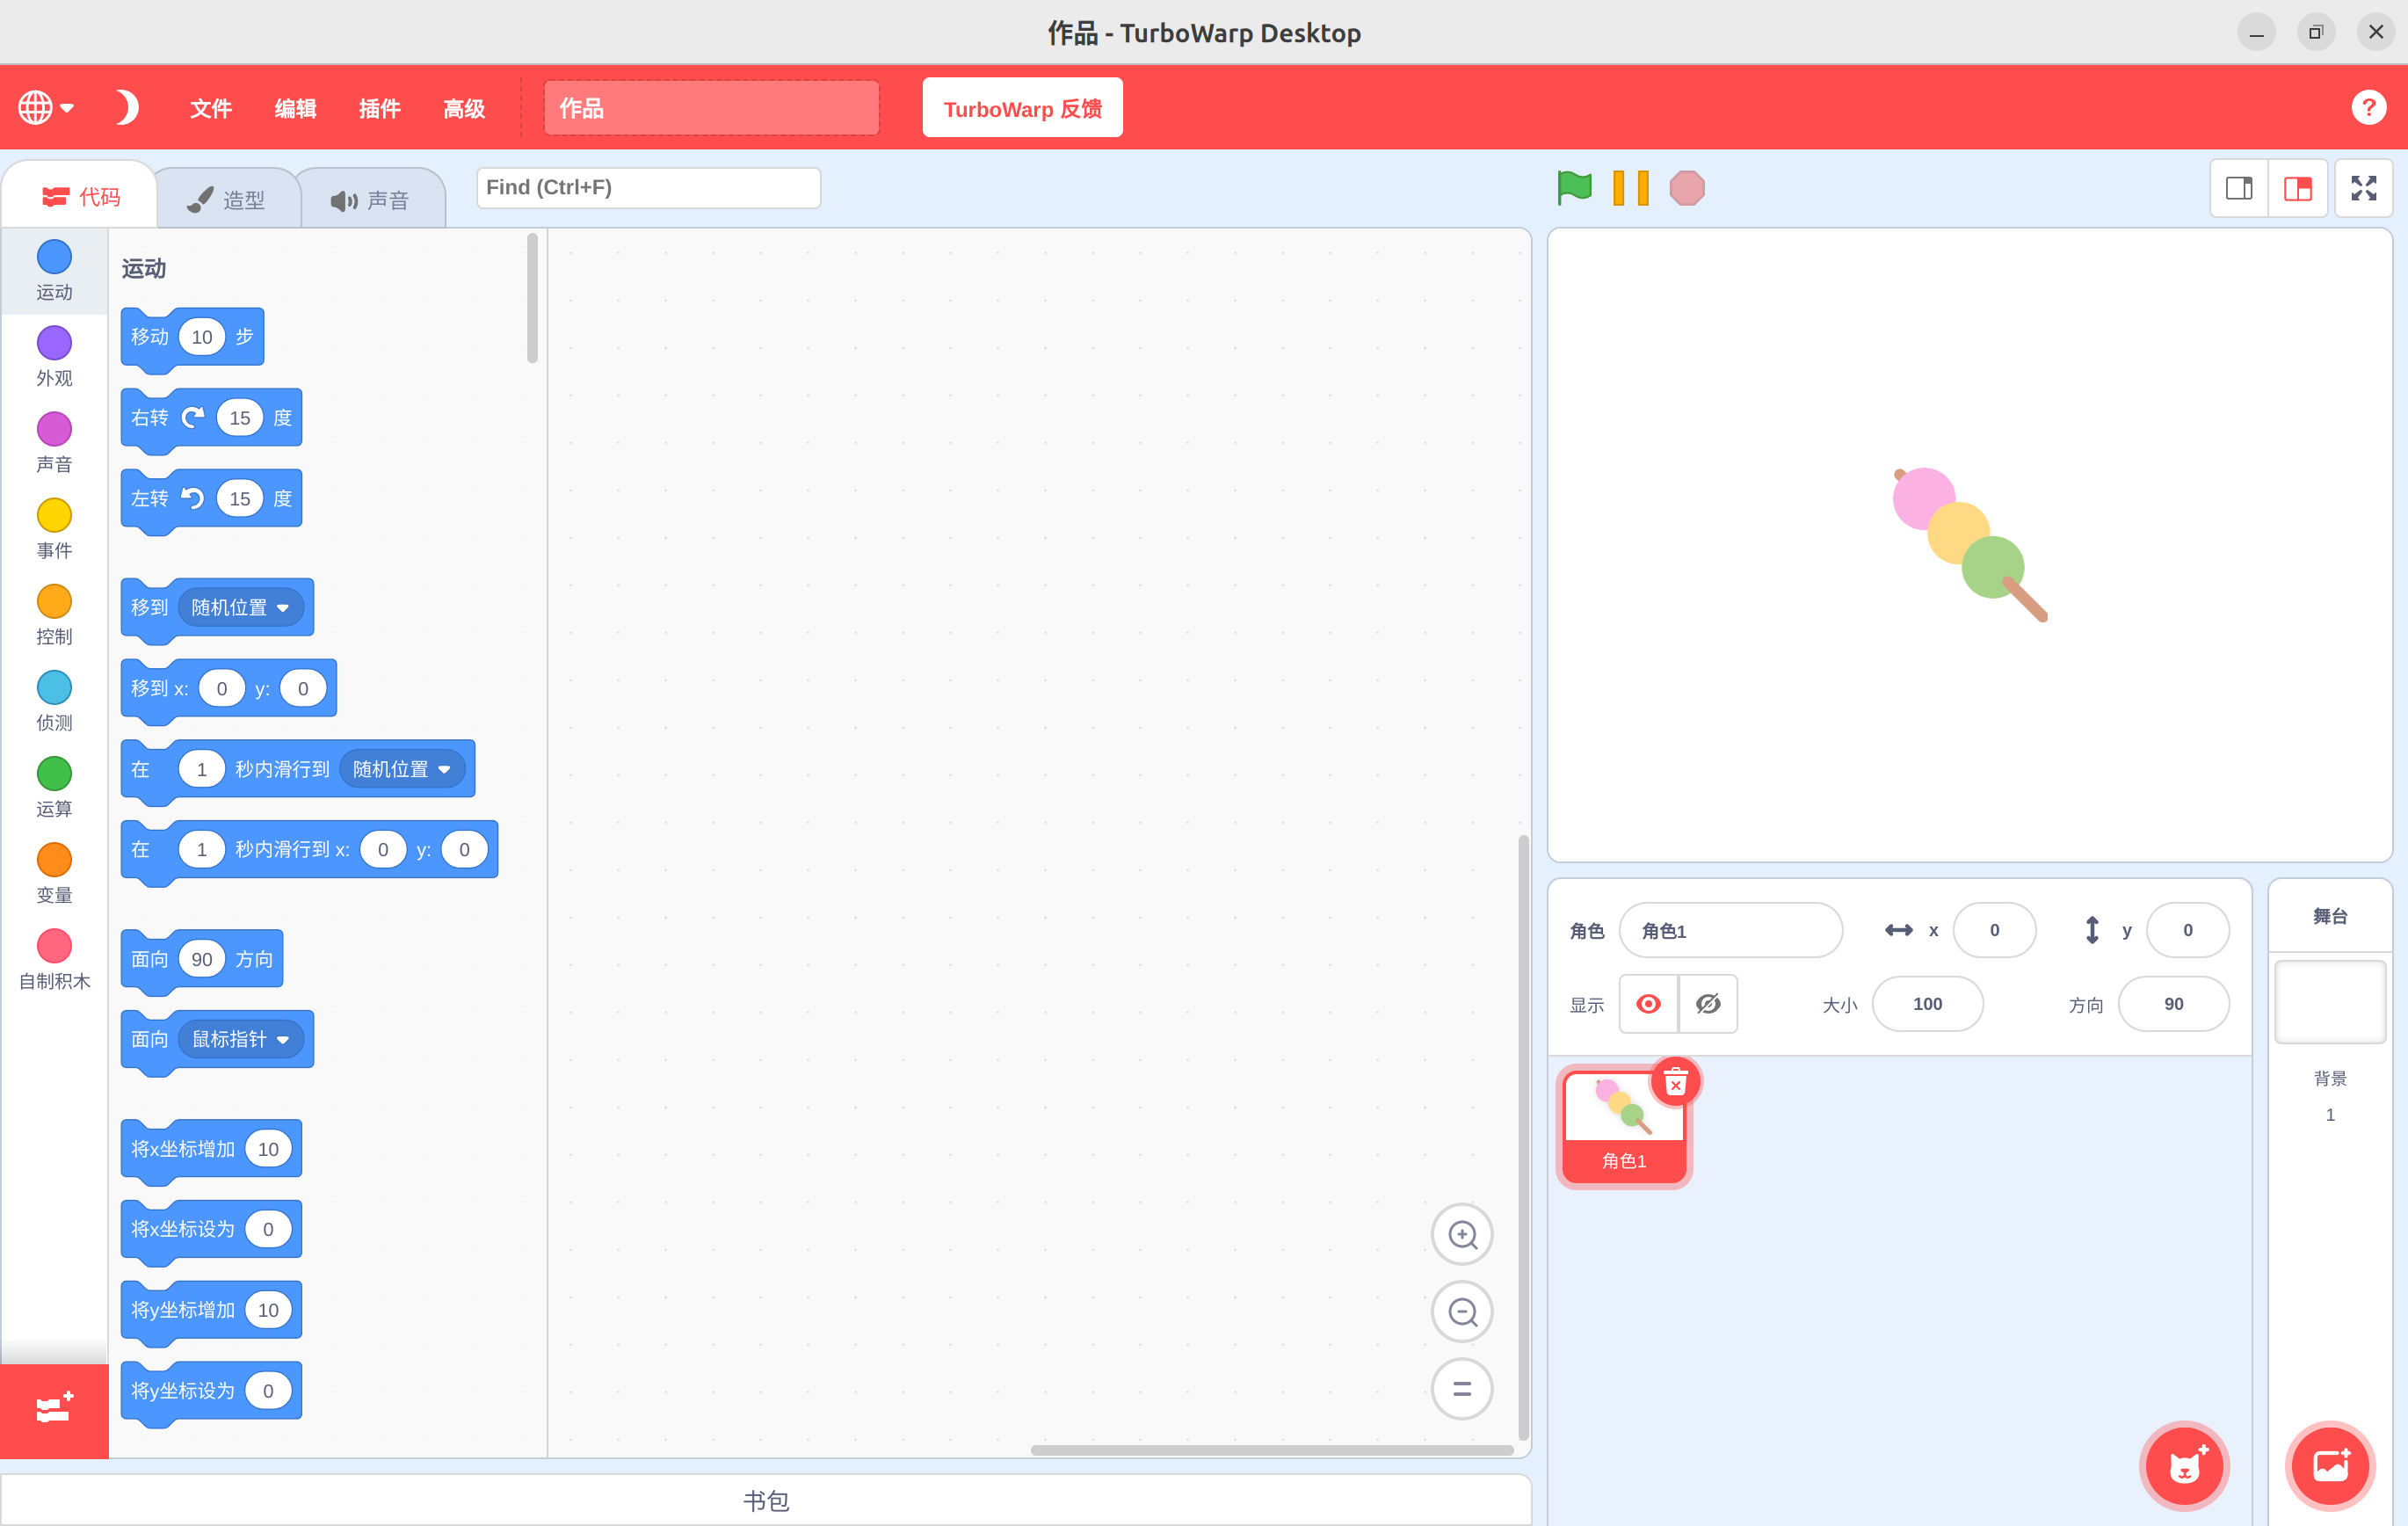 作品 - TurboWarp Desktop
文件 编辑 插件 高级 作品 TurboWarp 反馈 ?
代码 造型 声音 Find (Ctrl+F)
运动
外观
声音
事件
控制
侦测
运算
变量
自制积木
运动
移动 10 步
右转 15 度
左转 15 度
移到 随机位置
移到 x: 0 y: 0
在 1 秒内滑行到 随机位置
在 1 秒内滑行到 x: 0 y: 0
面向 90 方向
面向 鼠标指针
将x坐标增加 10
将x坐标设为 0
将y坐标增加 10
将y坐标设为 0
书包
角色 角色1 x 0 y 0
显示 大小 100 方向 90
角色1
舞台
背景
1